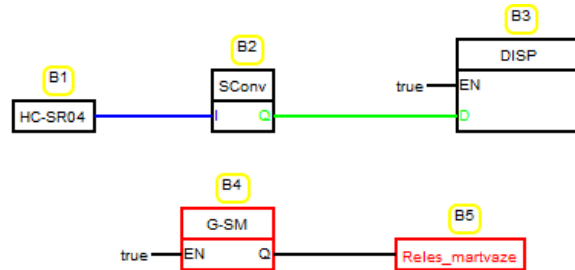 B3
B2
DISP
B1
SConv
true EN
HC-SR04 I Q D
B4
G-SM
B5
true EN Q Reles_martvaze